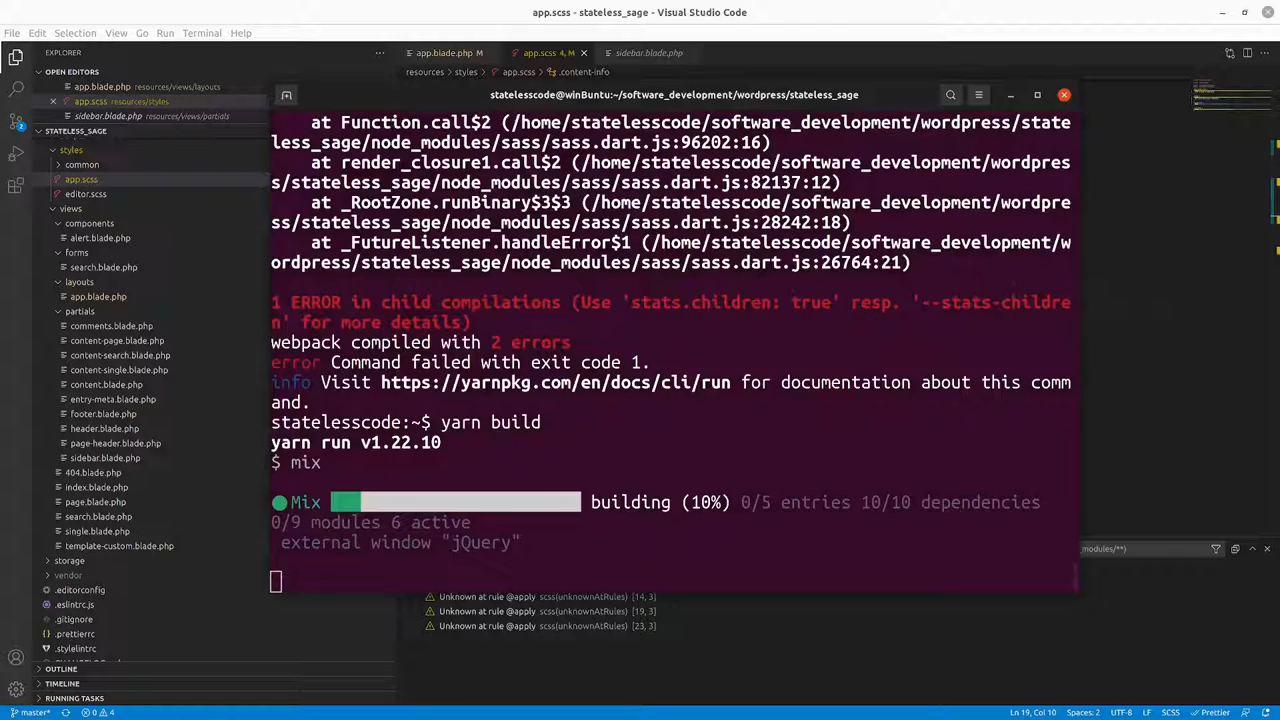 app.scss - stateless_sage - Visual Studio Code
File Edit Selection View Go Run Terminal Help
EXPLORER
OPEN EDITORS
app.blade.php resources/views/layouts
app.scss resources/styles
sidebar.blade.php resources/views/partials
STATELESS_SAGE
styles
common
app.scss
editor.scss
views
components
alert.blade.php
forms
search.blade.php
layouts
app.blade.php
partials
comments.blade.php
content-page.blade.php
content-search.blade.php
content-single.blade.php
content.blade.php
entry-meta.blade.php
footer.blade.php
header.blade.php
page-header.blade.php
sidebar.blade.php
404.blade.php
index.blade.php
page.blade.php
search.blade.php
single.blade.php
template-custom.blade.php
storage
vendor
.editorconfig
.eslintrc.js
.gitignore
.prettierrc
.stylelintrc
OUTLINE
TIMELINE
RUNNING TASKS
app.blade.php M app.scss 4, M sidebar.blade.php
resources > styles > app.scss > .content-info
statelesscode@winBuntu:~/software_development/wordpress/stateless_sage
at Function.call$2 (/home/statelesscode/software_development/wordpress/state
less_sage/node_modules/sass/sass.dart.js:96202:16)
at render_closure1.call$2 (/home/statelesscode/software_development/wordpres
s/stateless_sage/node_modules/sass/sass.dart.js:82137:12)
at _RootZone.runBinary$3$3 (/home/statelesscode/software_development/wordpre
ss/stateless_sage/node_modules/sass/sass.dart.js:28242:18)
at _FutureListener.handleError$1 (/home/statelesscode/software_development/w
ordpress/stateless_sage/node_modules/sass/sass.dart.js:26764:21)
1 ERROR in child compilations (Use 'stats.children: true' resp. '--stats-childre
n' for more details)
webpack compiled with 2 errors
error Command failed with exit code 1.
info Visit https://yarnpkg.com/en/docs/cli/run for documentation about this comm
and.
statelesscode:~$ yarn build
yarn run v1.22.10
$ mix
Mix building (10%) 0/5 entries 10/10 dependencies
0/9 modules 6 active
external window "jQuery"
_modules/**)
Unknown at rule @apply scss(unknownAtRules) [14, 3]
Unknown at rule @apply scss(unknownAtRules) [19, 3]
Unknown at rule @apply scss(unknownAtRules) [23, 3]
master* 0 4 Ln 19, Col 10 Spaces: 2 UTF-8 LF SCSS Prettier